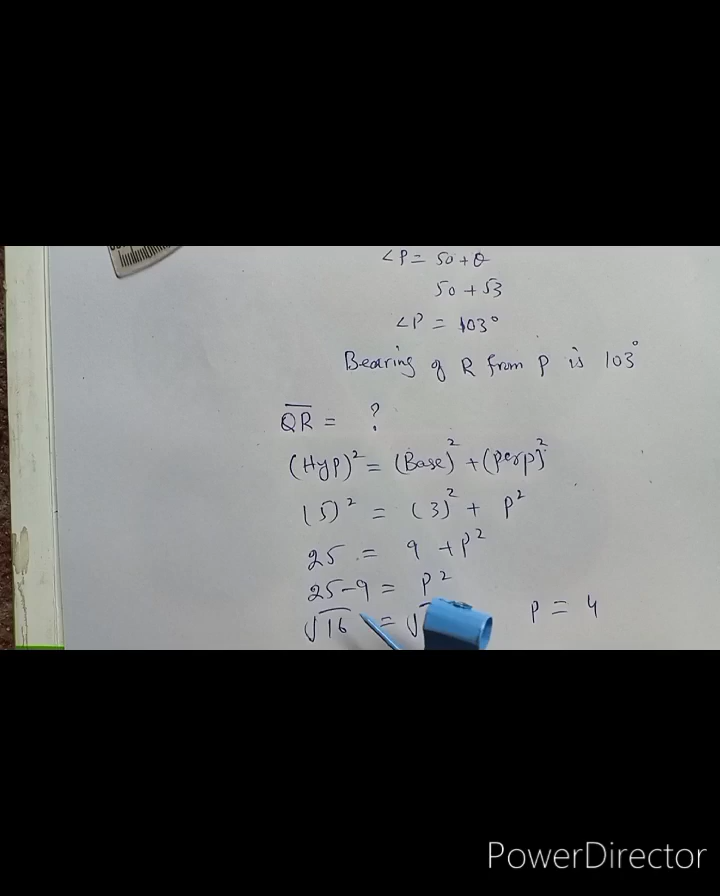 ∠P = 50 + θ
50 + 53
∠P = 103°
Bearing of R from P is 103°
QR = ?
(Hyp)² = (Base)² + (perp)²
(5)² = (3)² + P²
25 = 9 + P²
25-9 = P²
√16 = √
P = 4
PowerDirector